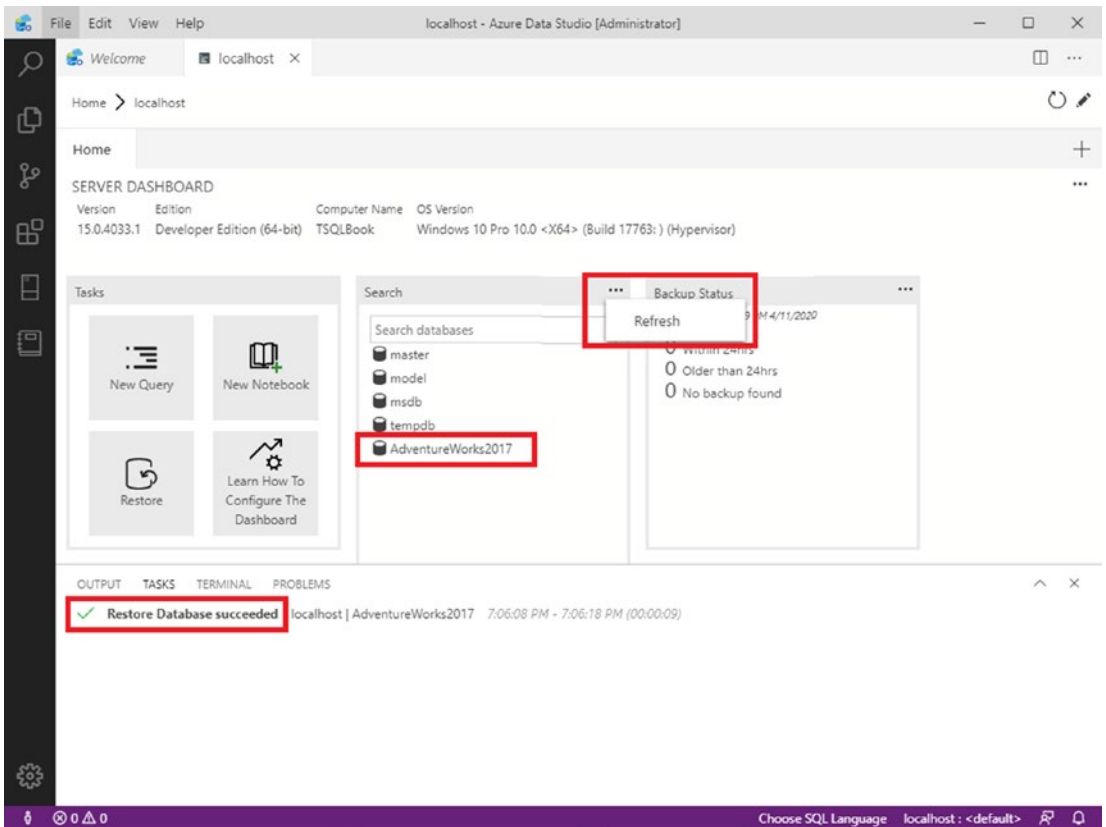 File Edit View Help localhost - Azure Data Studio [Administrator]
Welcome localhost
Home localhost
Home
SERVER DASHBOARD
Version Edition Computer Name OS Version
15.0.4033.1 Developer Edition (64-bit) TSQLBook Windows 10 Pro 10.0 <X64> (Build 17763: ) (Hypervisor)
Tasks Search Backup Status
Refresh M 4/11/2020
Search databases
0 Within 24hrs
master
0 Older than 24hrs
model
New Query New Notebook
0 No backup found
msdb
tempdb
AdventureWorks2017
Learn How To
Restore Configure The
Dashboard
OUTPUT TASKS TERMINAL PROBLEMS
Restore Database succeeded localhost | AdventureWorks2017 7:06:08 PM - 7:06:18 PM (00:00:09)
0 0 Choose SQL Language localhost : <default>